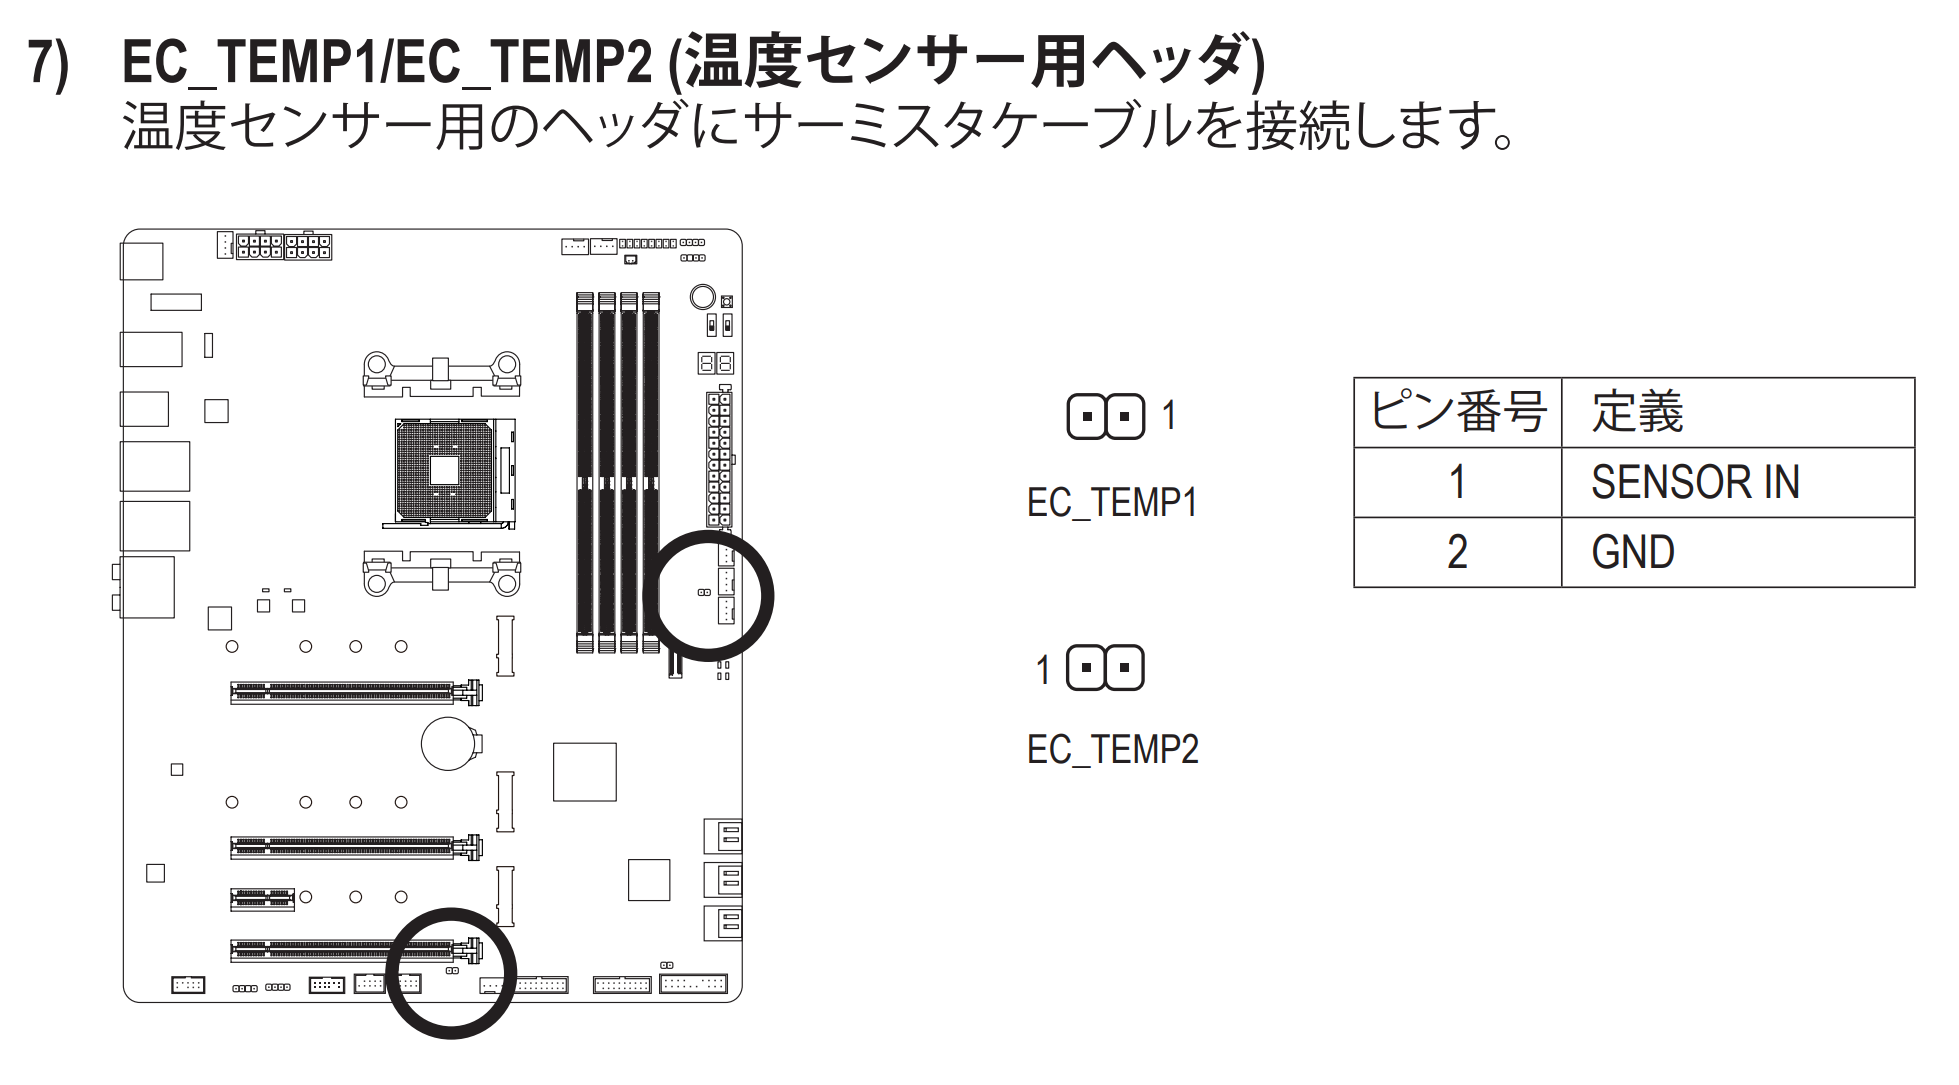 7) EC_TEMP1/EC_TEMP2 (温度センサー用ヘッダ)
温度センサー用のヘッダにサーミスタケーブルを接続します。
1
EC_TEMP1
1
EC_TEMP2
ピン番号 定義
1 SENSOR IN
2 GND